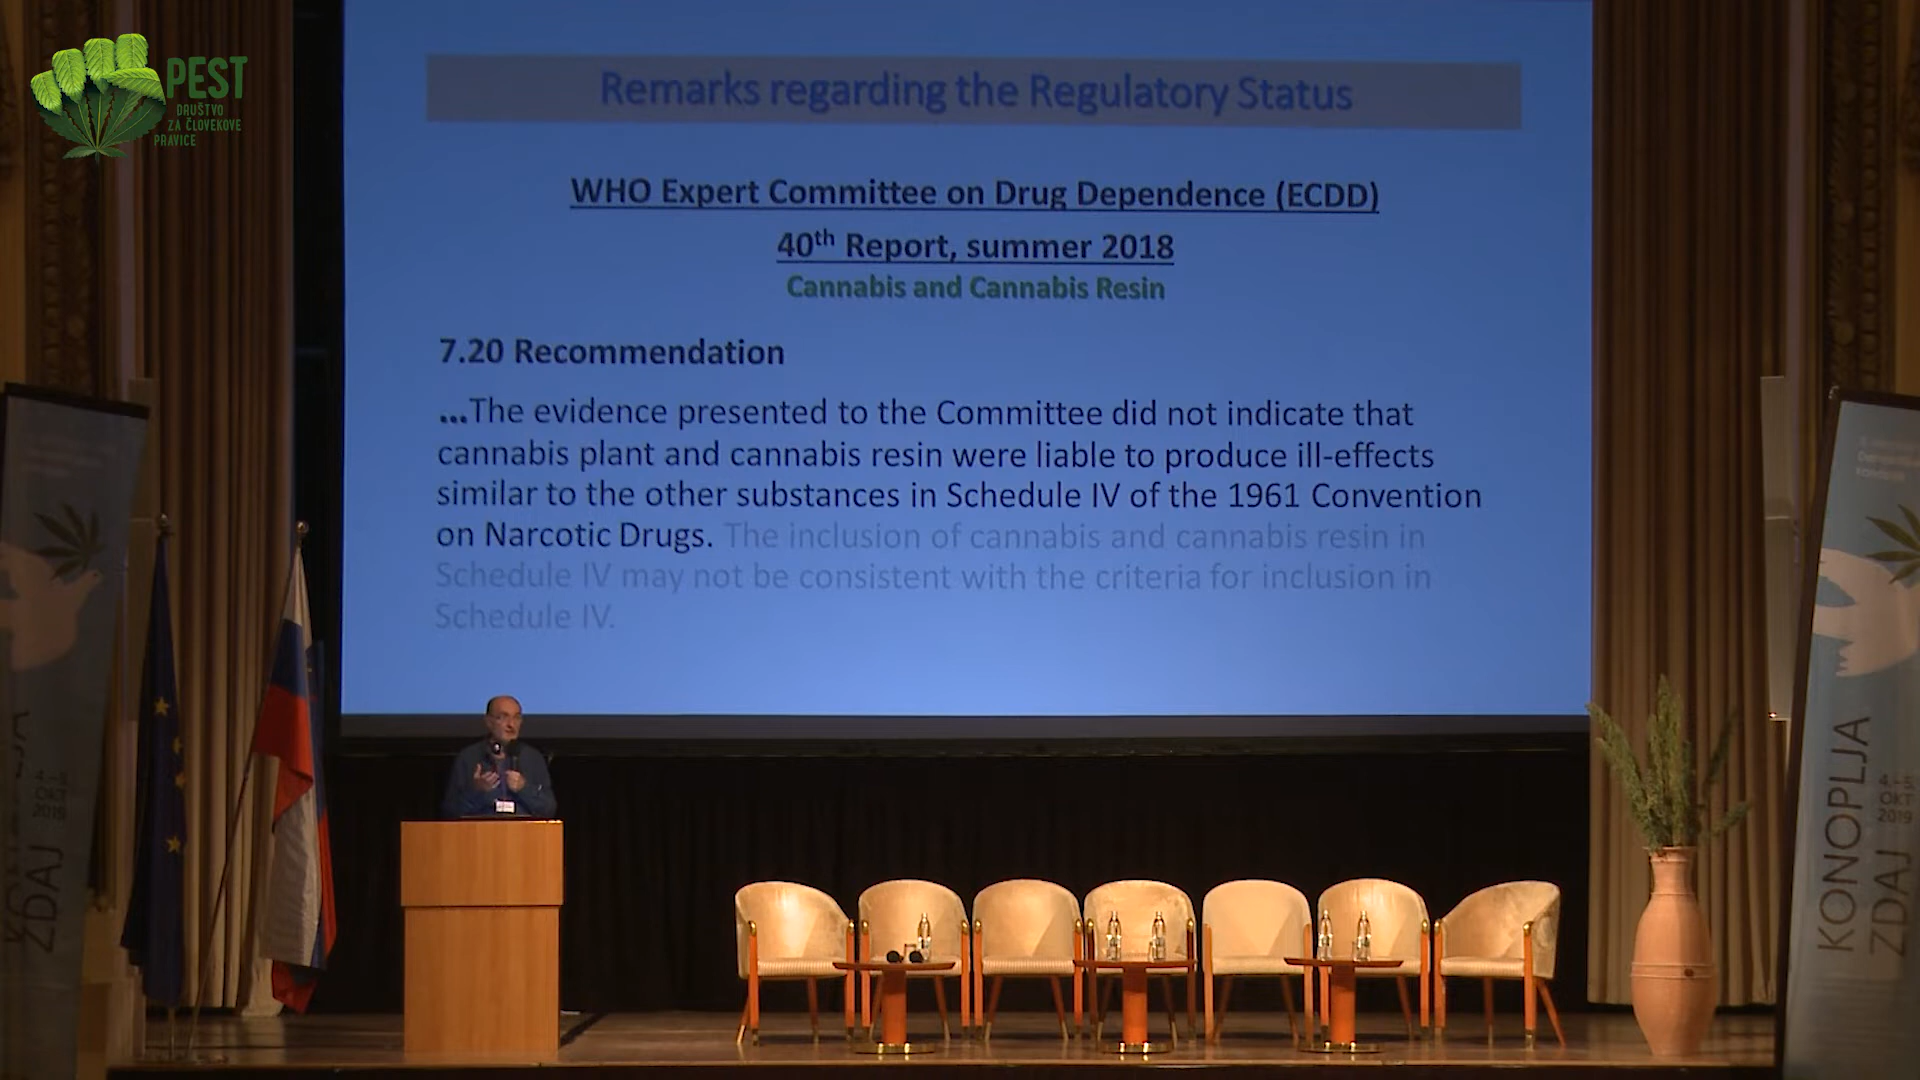 PEST
DRUŠTVO
ZA ČLOVEKOVE
PRAVICE
Remarks regarding the Regulatory Status
WHO Expert Committee on Drug Dependence (ECDD)
40th Report, summer 2018
Cannabis and Cannabis Resin
7.20 Recommendation
...The evidence presented to the Committee did not indicate that
cannabis plant and cannabis resin were liable to produce ill-effects
similar to the other substances in Schedule IV of the 1961 Convention
on Narcotic Drugs. The inclusion of cannabis and cannabis resin in
Schedule IV may not be consistent with the criteria for inclusion in
Schedule IV.
ZDAJ
OKT
2019
KONOPLJA
ZDAJ
4.-5.
OKT
2019